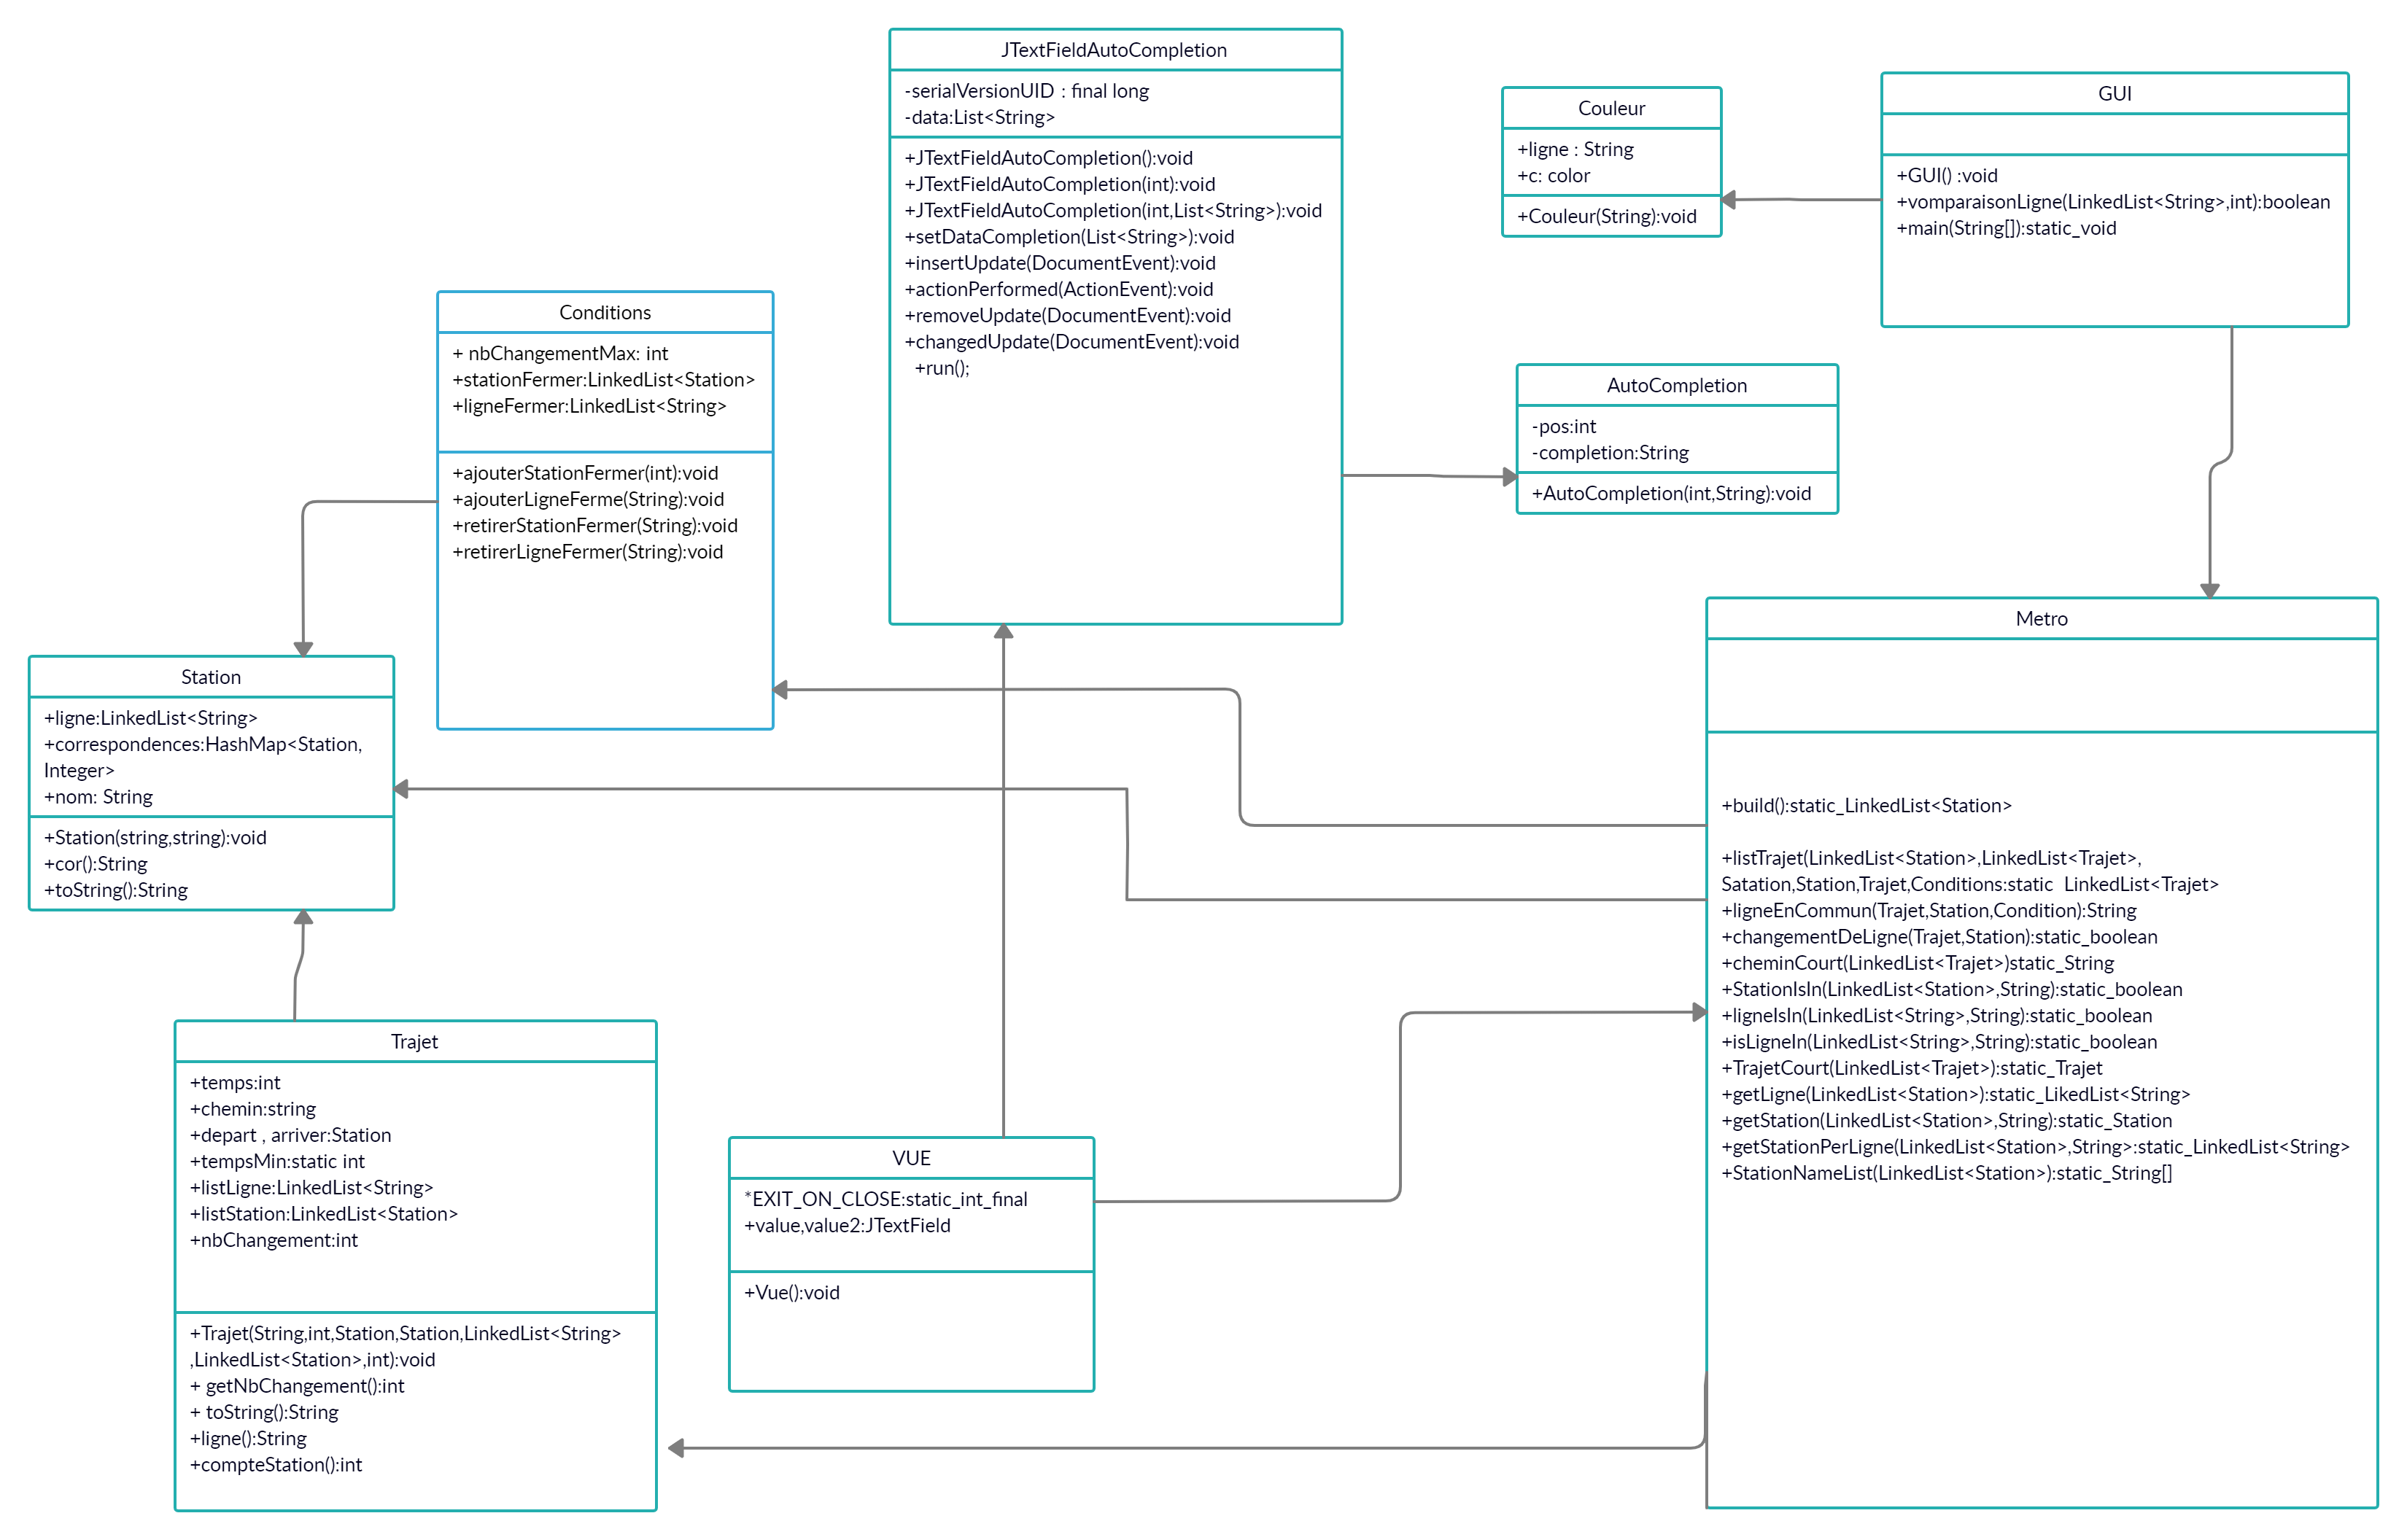 JTextFieldAutoCompletion
-serialVersionUID : final long
-data:List<String>
+JTextFieldAutoCompletion():void
+JTextFieldAutoCompletion(int):void
+JTextFieldAutoCompletion(int,List<String>):void
+setDataCompletion(List<String>):void
+insertUpdate(DocumentEvent):void
+actionPerformed(ActionEvent):void
+removeUpdate(DocumentEvent):void
+changedUpdate(DocumentEvent):void
+run();
Couleur
+ligne : String
+c: color
+Couleur(String):void
GUI
+GUI() :void
+vomparaisonLigne(LinkedList<String>,int):boolean
+main(String[]):static_void
Conditions
+ nbChangementMax: int
+stationFermer:LinkedList<Station>
+ligneFermer:LinkedList<String>
+ajouterStationFermer(int):void
+ajouterLigneFerme(String):void
+retirerStationFermer(String):void
+retirerLigneFermer(String):void
AutoCompletion
-pos:int
-completion:String
+AutoCompletion(int,String):void
Station
+ligne:LinkedList<String>
+correspondences:HashMap<Station,
Integer>
+nom: String
+Station(string,string):void
+cor():String
+toString():String
Metro
+build():static_LinkedList<Station>
+listTrajet(LinkedList<Station>,LinkedList<Trajet>,
Satation,Station,Trajet,Conditions:static LinkedList<Trajet>
+ligneEnCommun(Trajet,Station,Condition):String
+changementDeLigne(Trajet,Station):static_boolean
+cheminCourt(LinkedList<Trajet>)static_String
+StationIsIn(LinkedList<Station>,String):static_boolean
+ligneIsIn(LinkedList<String>,String):static_boolean
+isLigneIn(LinkedList<String>,String):static_boolean
+TrajetCourt(LinkedList<Trajet>):static_Trajet
+getLigne(LinkedList<Station>):static_LikedList<String>
+getStation(LinkedList<Station>,String):static_Station
+getStationPerLigne(LinkedList<Station>,String>:static_LinkedList<String>
+StationNameList(LinkedList<Station>):static_String[]
Trajet
+temps:int
+chemin:string
+depart , arriver:Station
+tempsMin:static int
+listLigne:LinkedList<String>
+listStation:LinkedList<Station>
+nbChangement:int
+Trajet(String,int,Station,Station,LinkedList<String>
,LinkedList<Station>,int):void
+ getNbChangement():int
+ toString():String
+ligne():String
+compteStation():int
VUE
*EXIT_ON_CLOSE:static_int_final
+value,value2:JTextField
+Vue():void